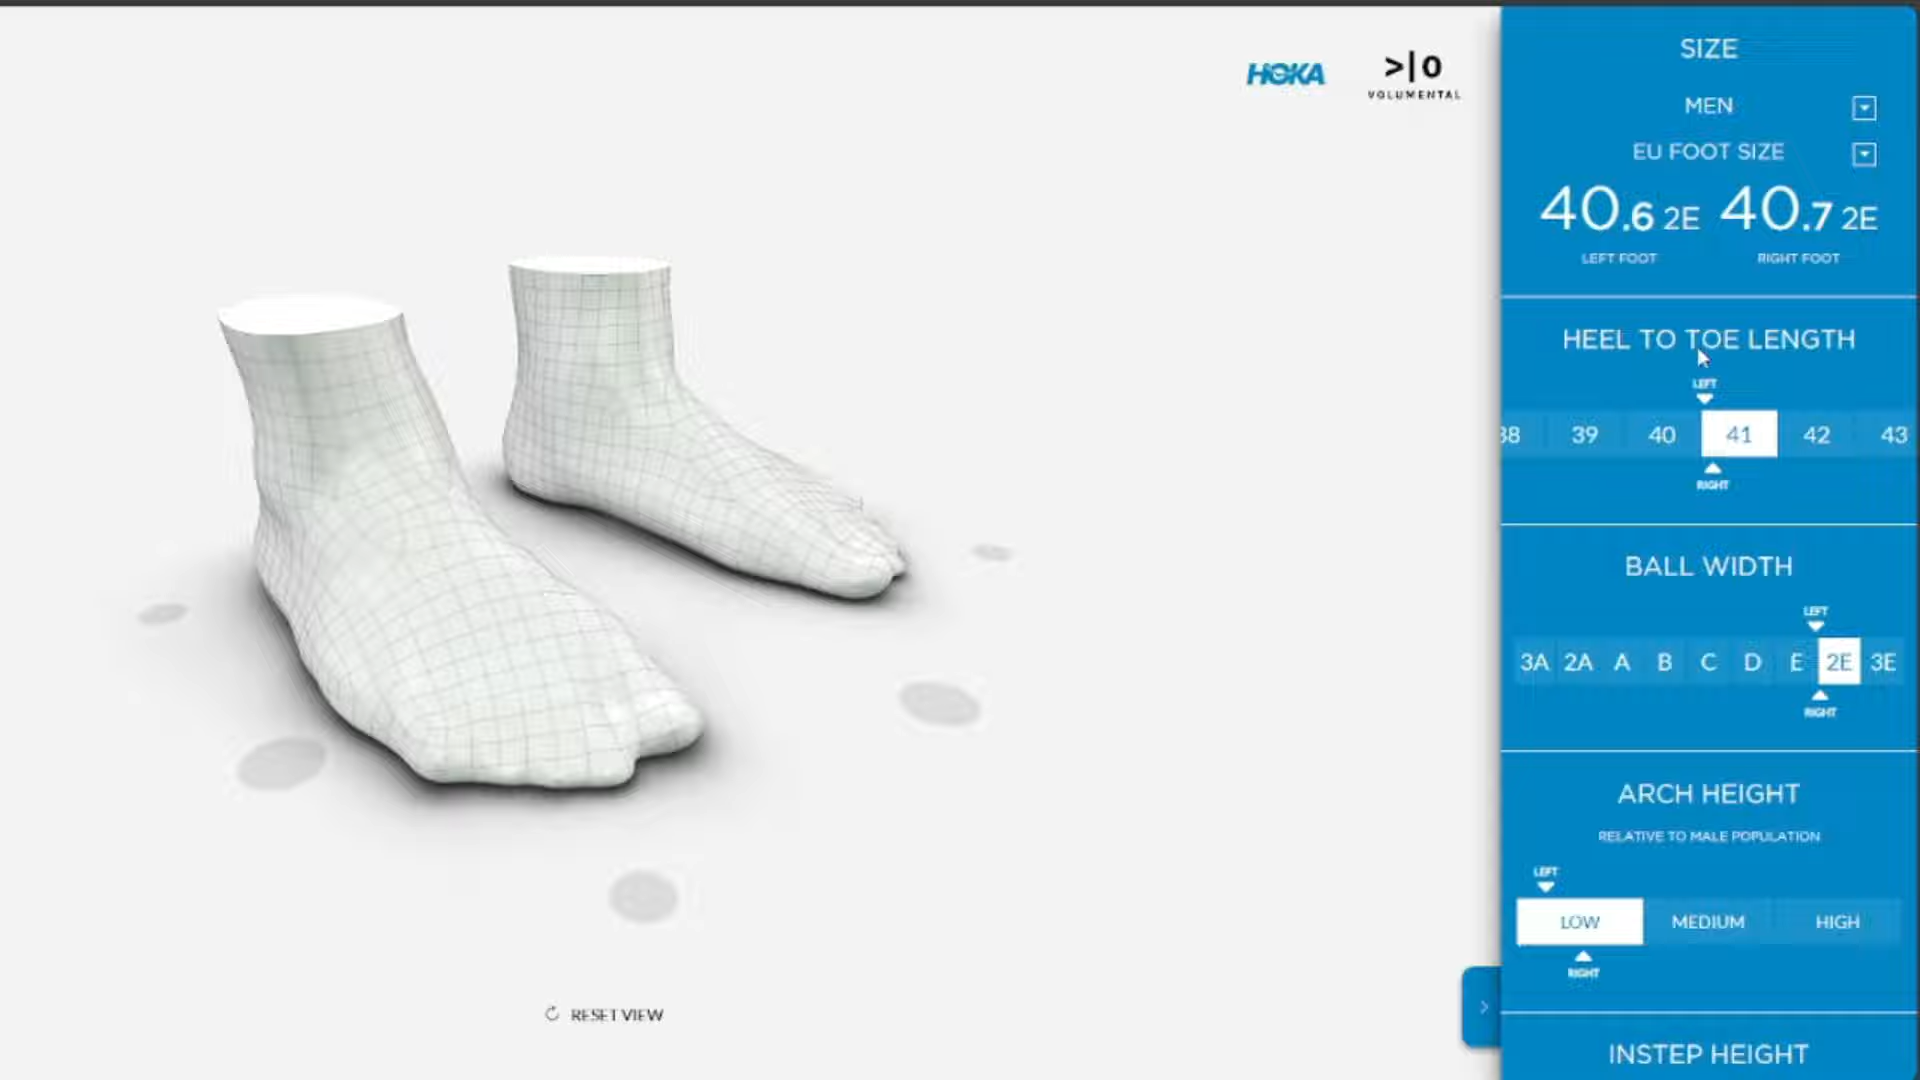 HOKA
>|0
VOLUMENTAL
SIZE
MEN
EU FOOT SIZE
40.6 2E 40.7 2E
LEFT FOOT RIGHT FOOT
HEEL TO TOE LENGTH
LEFT
38 39 40 41 42 43
RIGHT
BALL WIDTH
LEFT
3A 2A A B C D E 2E 3E
RIGHT
ARCH HEIGHT
RELATIVE TO MALE POPULATION
LEFT
LOW MEDIUM HIGH
RIGHT
RESET VIEW
INSTEP HEIGHT